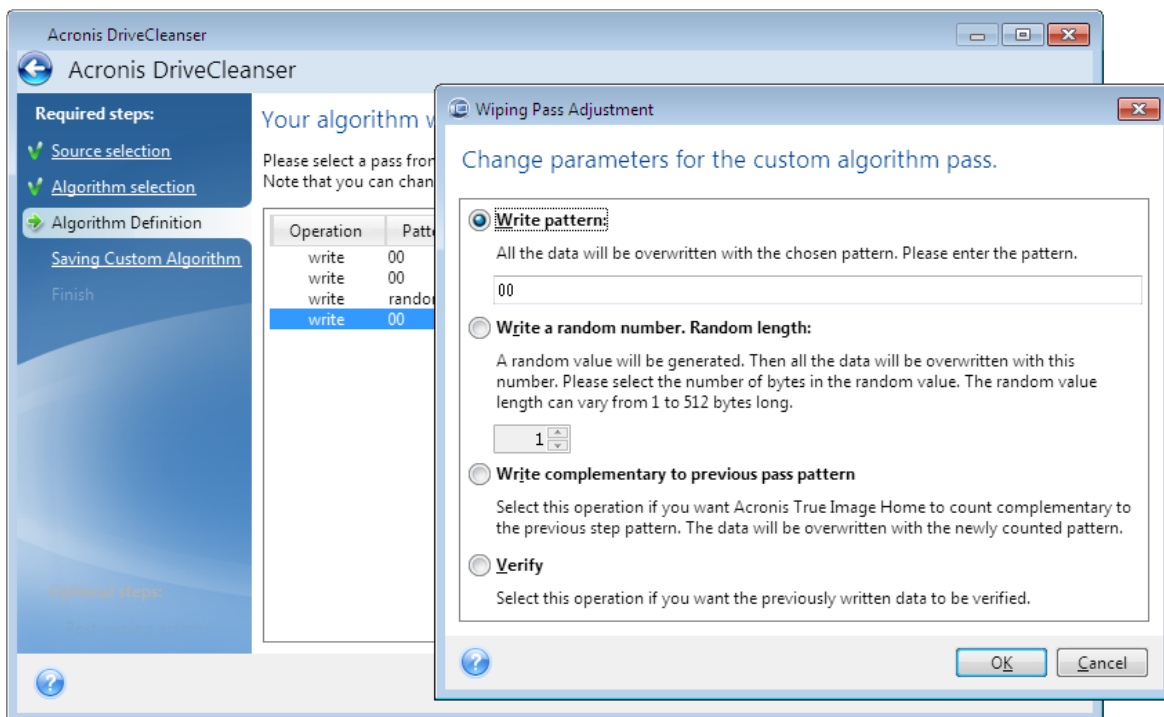 Acronis DriveCleanser
Acronis DriveCleanser
Required steps:
Source selection
Algorithm selection
Algorithm Definition
Saving Custom Algorithm
Finish
Optional steps:
Your algorithm w
Please select a pass from
Note that you can chan
Operation Patte
write 00
write 00
write random
write 00
Wiping Pass Adjustment
Change parameters for the custom algorithm pass.
Write pattern:
All the data will be overwritten with the chosen pattern. Please enter the pattern.
00
Write a random number. Random length:
A random value will be generated. Then all the data will be overwritten with this
number. Please select the number of bytes in the random value. The random value
length can vary from 1 to 512 bytes long.
1
Write complementary to previous pass pattern
Select this operation if you want Acronis True Image Home to count complementary to
the previous step pattern. The data will be overwritten with the newly counted pattern.
Verify
Select this operation if you want the previously written data to be verified.
OK
Cancel